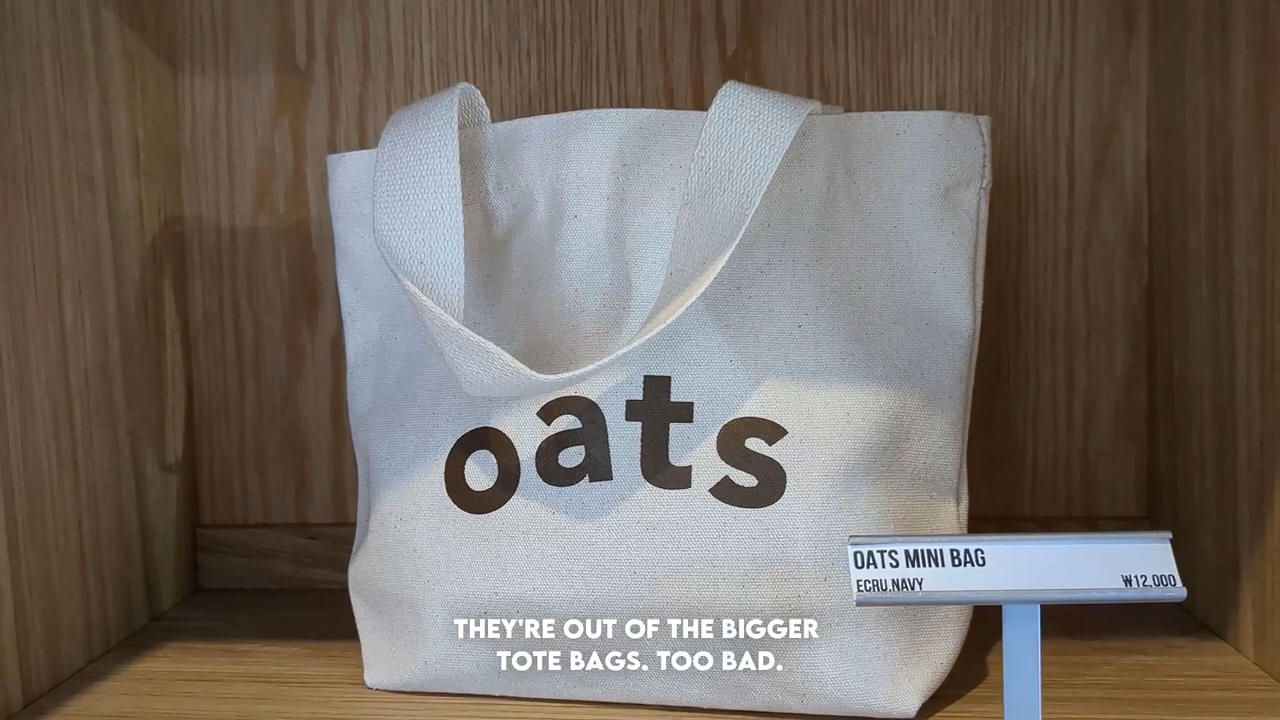 oats
OATS MINI BAG
ECRU.NAVY ₩12,000
THEY'RE OUT OF THE BIGGER
TOTE BAGS. TOO BAD.